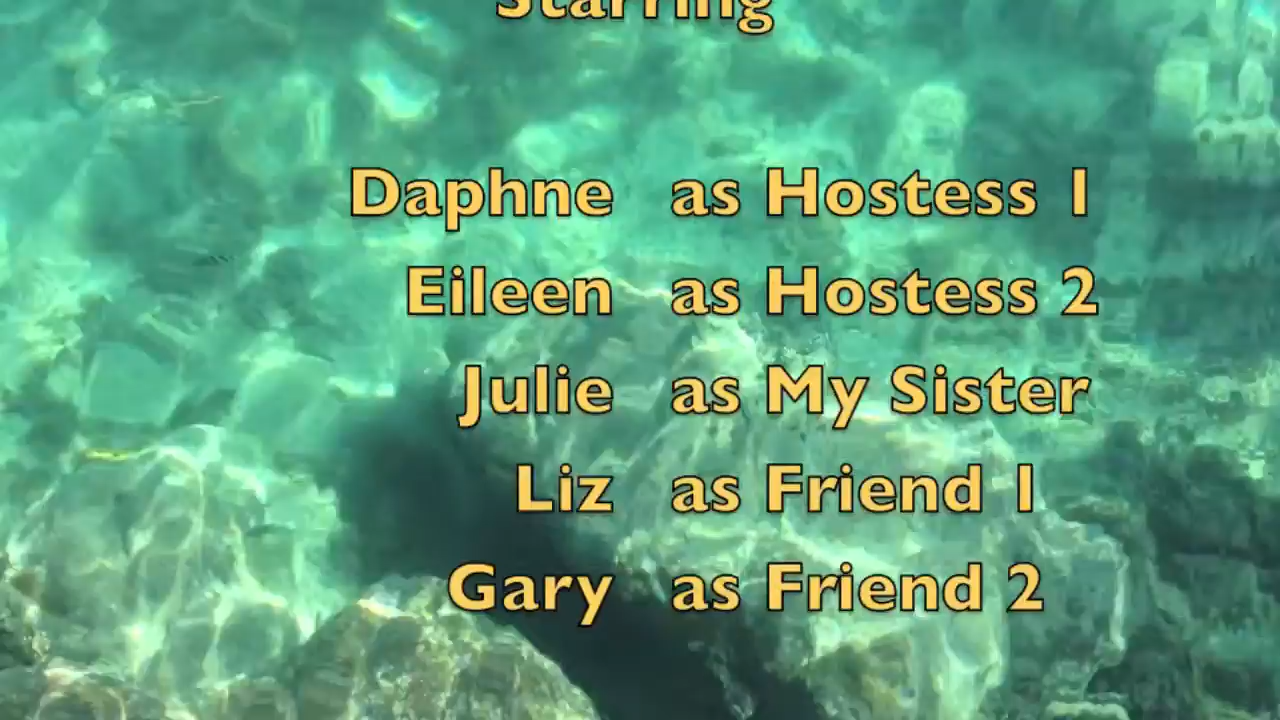 Starring
Daphne as Hostess 1
Eileen as Hostess 2
Julie as My Sister
Liz as Friend 1
Gary as Friend 2